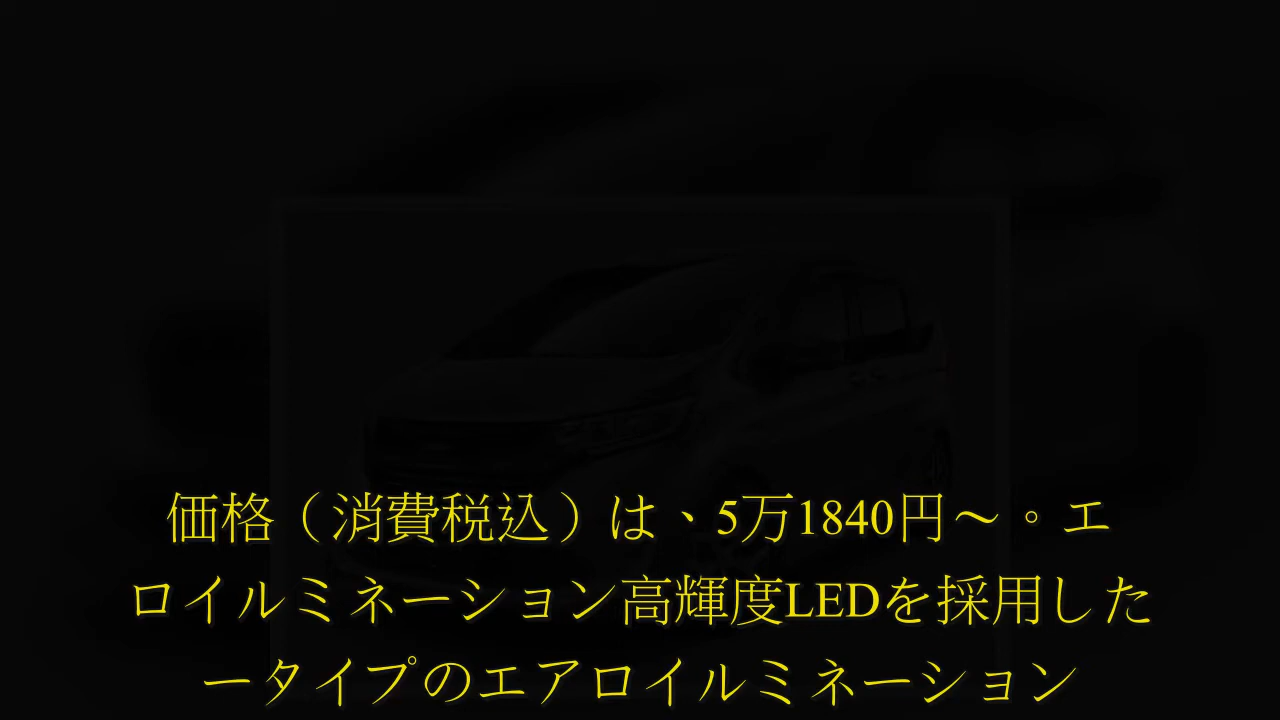 価格（消費税込）は、5万1840円～。エ
ロイルミネーション高輝度LEDを採用した
ータイプのエアロイルミネーション